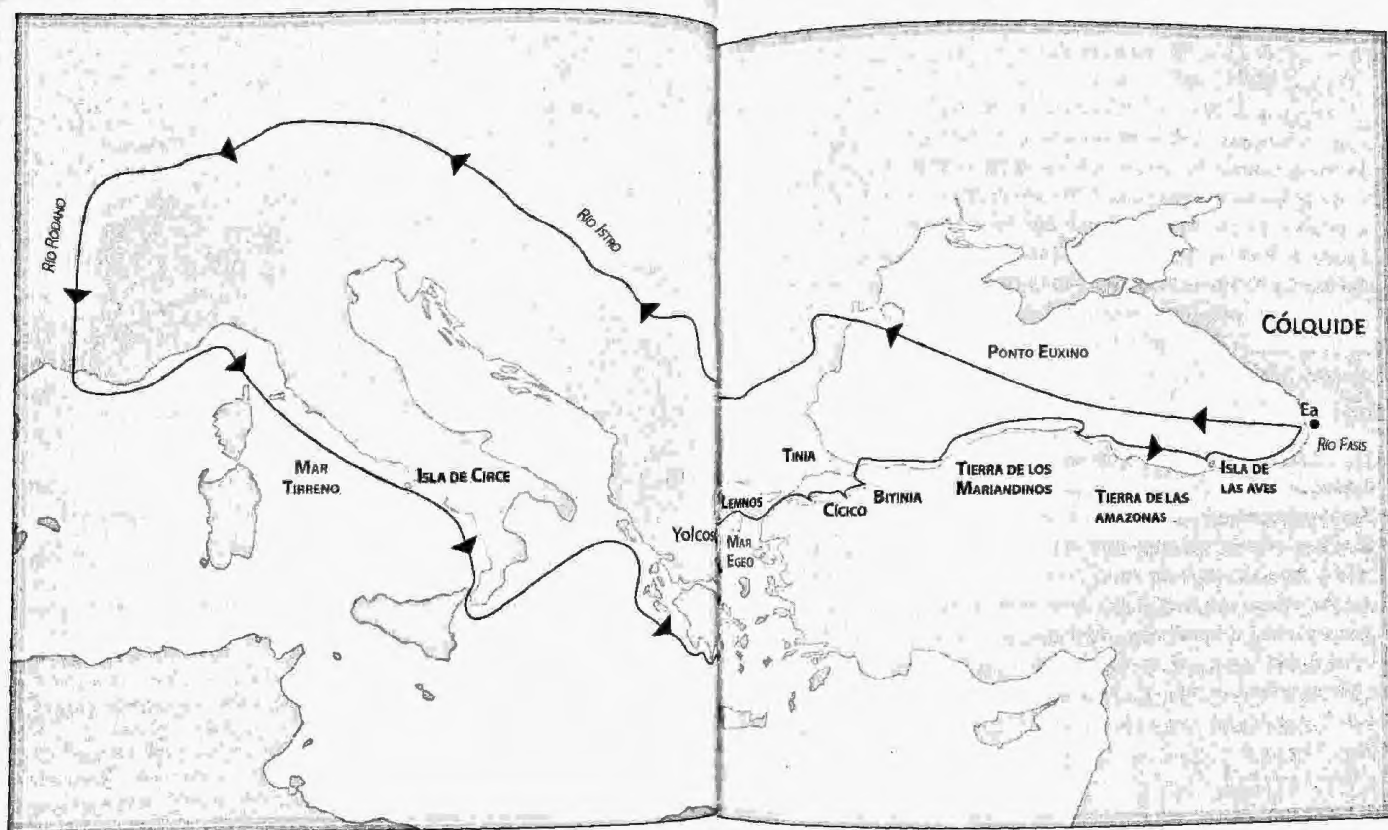 RÍO RÓDANO
RÍO ISTRO
MAR
TIRRENO
ISLA DE CIRCE
YOLCOS
LEMNOS
MAR
EGEO
TINIA
CÍCICO
BITINIA
PONTO EUXINO
TIERRA DE LOS
MARIANDINOS
TIERRA DE LAS
AMAZONAS
ISLA DE
LAS AVES
CÓLQUIDE
Ea
RÍO FASIS